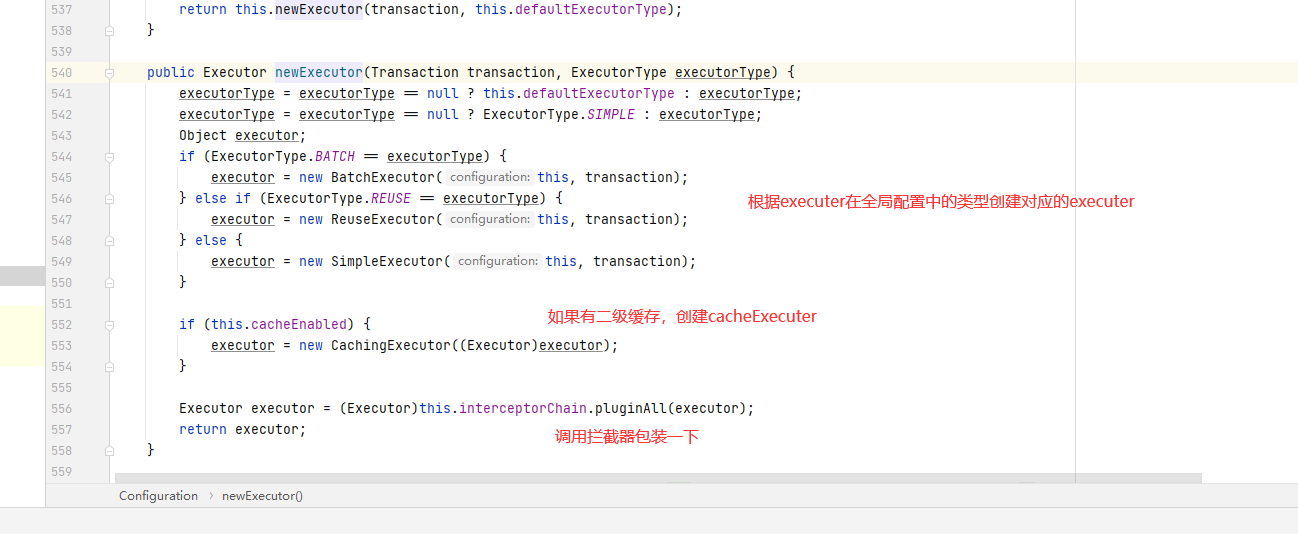 537 return this.newExecutor(transaction, this.defaultExecutorType);
538 }
539
540 public Executor newExecutor(Transaction transaction, ExecutorType executorType) {
541 executorType = executorType == null ? this.defaultExecutorType : executorType;
542 executorType = executorType == null ? ExecutorType.SIMPLE : executorType;
543 Object executor;
544 if (ExecutorType.BATCH == executorType) {
545 executor = new BatchExecutor( configuration: this, transaction);
546 } else if (ExecutorType.REUSE == executorType) {
根据executer在全局配置中的类型创建对应的executer
547 executor = new ReuseExecutor( configuration: this, transaction);
548 } else {
549 executor = new SimpleExecutor( configuration: this, transaction);
550 }
551
如果有二级缓存，创建cacheExecuter
552 if (this.cacheEnabled) {
553 executor = new CachingExecutor((Executor)executor);
554 }
555
556 Executor executor = (Executor)this.interceptorChain.pluginAll(executor);
557 return executor;
调用拦截器包装一下
558 }
559
Configuration › newExecutor()